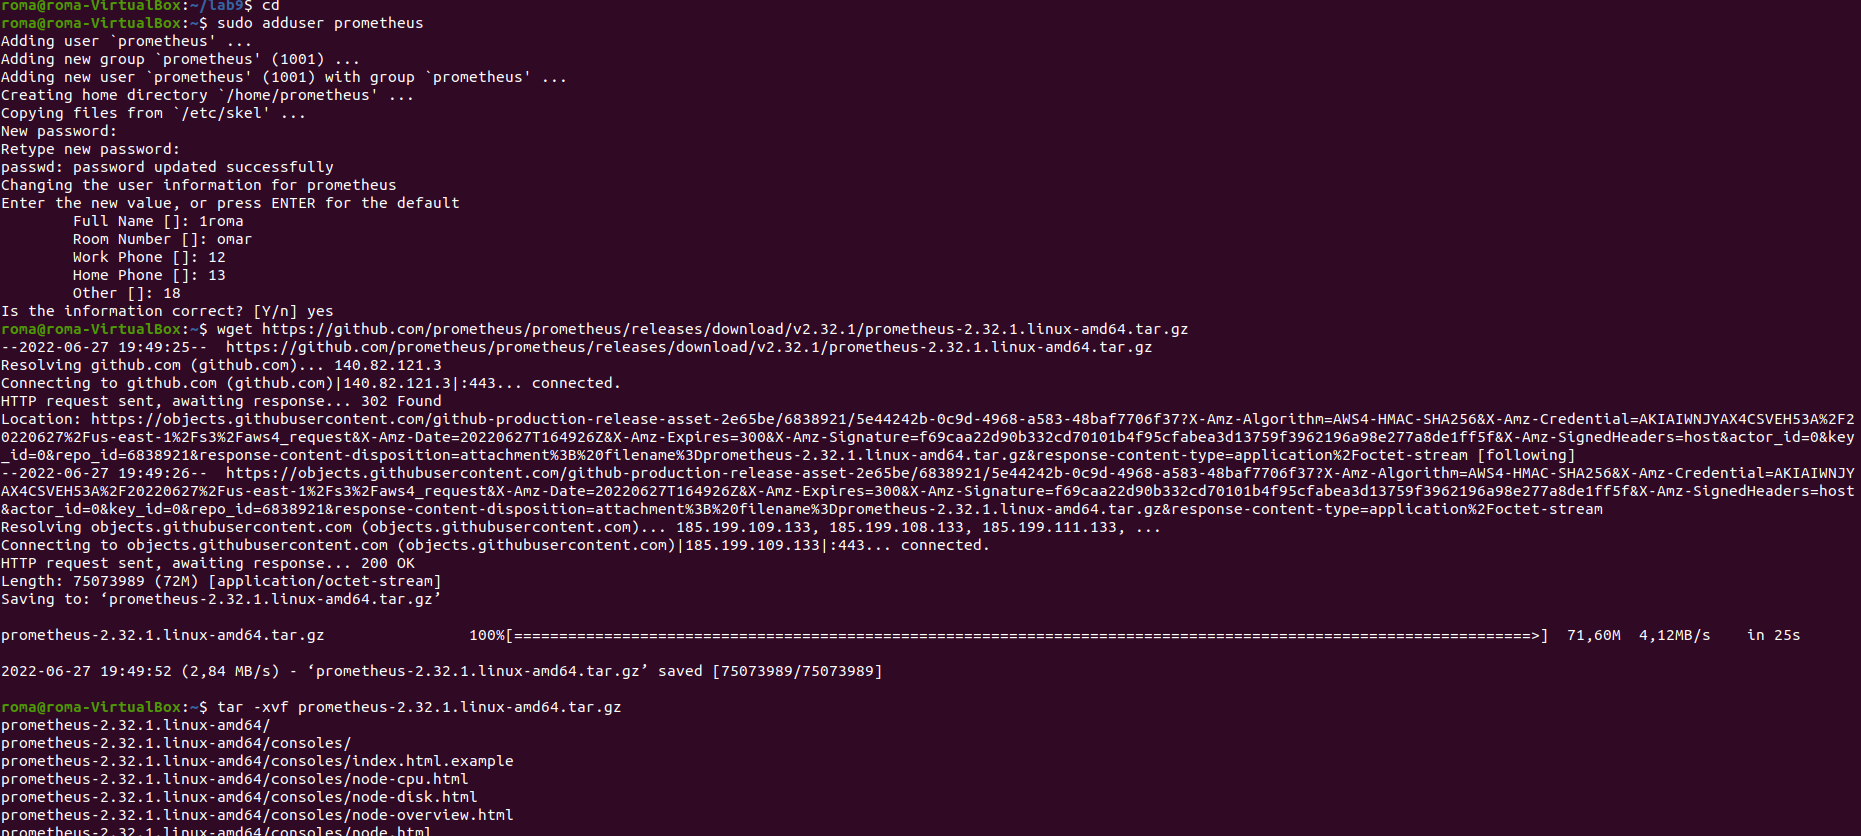 roma@roma-VirtualBox:~/lab9$ cd
roma@roma-VirtualBox:~$ sudo adduser prometheus
Adding user `prometheus' ...
Adding new group `prometheus' (1001) ...
Adding new user `prometheus' (1001) with group `prometheus' ...
Creating home directory `/home/prometheus' ...
Copying files from `/etc/skel' ...
New password:
Retype new password:
passwd: password updated successfully
Changing the user information for prometheus
Enter the new value, or press ENTER for the default
        Full Name []: 1roma
        Room Number []: omar
        Work Phone []: 12
        Home Phone []: 13
        Other []: 18
Is the information correct? [Y/n] yes
roma@roma-VirtualBox:~$ wget https://github.com/prometheus/prometheus/releases/download/v2.32.1/prometheus-2.32.1.linux-amd64.tar.gz
--2022-06-27 19:49:25--  https://github.com/prometheus/prometheus/releases/download/v2.32.1/prometheus-2.32.1.linux-amd64.tar.gz
Resolving github.com (github.com)... 140.82.121.3
Connecting to github.com (github.com)|140.82.121.3|:443... connected.
HTTP request sent, awaiting response... 302 Found
Location: https://objects.githubusercontent.com/github-production-release-asset-2e65be/6838921/5e44242b-0c9d-4968-a583-48baf7706f37?X-Amz-Algorithm=AWS4-HMAC-SHA256&X-Amz-Credential=AKIAIWNJYAX4CSVEH53A%2F2
0220627%2Fus-east-1%2Fs3%2Faws4_request&X-Amz-Date=20220627T164926Z&X-Amz-Expires=300&X-Amz-Signature=f69caa22d90b332cd70101b4f95cfabea3d13759f3962196a98e277a8de1ff5f&X-Amz-SignedHeaders=host&actor_id=0&key
_id=0&repo_id=6838921&response-content-disposition=attachment%3B%20filename%3Dprometheus-2.32.1.linux-amd64.tar.gz&response-content-type=application%2Foctet-stream [following]
--2022-06-27 19:49:26--  https://objects.githubusercontent.com/github-production-release-asset-2e65be/6838921/5e44242b-0c9d-4968-a583-48baf7706f37?X-Amz-Algorithm=AWS4-HMAC-SHA256&X-Amz-Credential=AKIAIWNJY
AX4CSVEH53A%2F20220627%2Fus-east-1%2Fs3%2Faws4_request&X-Amz-Date=20220627T164926Z&X-Amz-Expires=300&X-Amz-Signature=f69caa22d90b332cd70101b4f95cfabea3d13759f3962196a98e277a8de1ff5f&X-Amz-SignedHeaders=host
&actor_id=0&key_id=0&repo_id=6838921&response-content-disposition=attachment%3B%20filename%3Dprometheus-2.32.1.linux-amd64.tar.gz&response-content-type=application%2Foctet-stream
Resolving objects.githubusercontent.com (objects.githubusercontent.com)... 185.199.109.133, 185.199.108.133, 185.199.111.133, ...
Connecting to objects.githubusercontent.com (objects.githubusercontent.com)|185.199.109.133|:443... connected.
HTTP request sent, awaiting response... 200 OK
Length: 75073989 (72M) [application/octet-stream]
Saving to: ‘prometheus-2.32.1.linux-amd64.tar.gz’
prometheus-2.32.1.linux-amd64.tar.gz                100%[=================================================================================================================>]  71,60M  4,12MB/s    in 25s
2022-06-27 19:49:52 (2,84 MB/s) - ‘prometheus-2.32.1.linux-amd64.tar.gz’ saved [75073989/75073989]
roma@roma-VirtualBox:~$ tar -xvf prometheus-2.32.1.linux-amd64.tar.gz
prometheus-2.32.1.linux-amd64/
prometheus-2.32.1.linux-amd64/consoles/
prometheus-2.32.1.linux-amd64/consoles/index.html.example
prometheus-2.32.1.linux-amd64/consoles/node-cpu.html
prometheus-2.32.1.linux-amd64/consoles/node-disk.html
prometheus-2.32.1.linux-amd64/consoles/node-overview.html
prometheus-2.32.1.linux-amd64/consoles/node.html